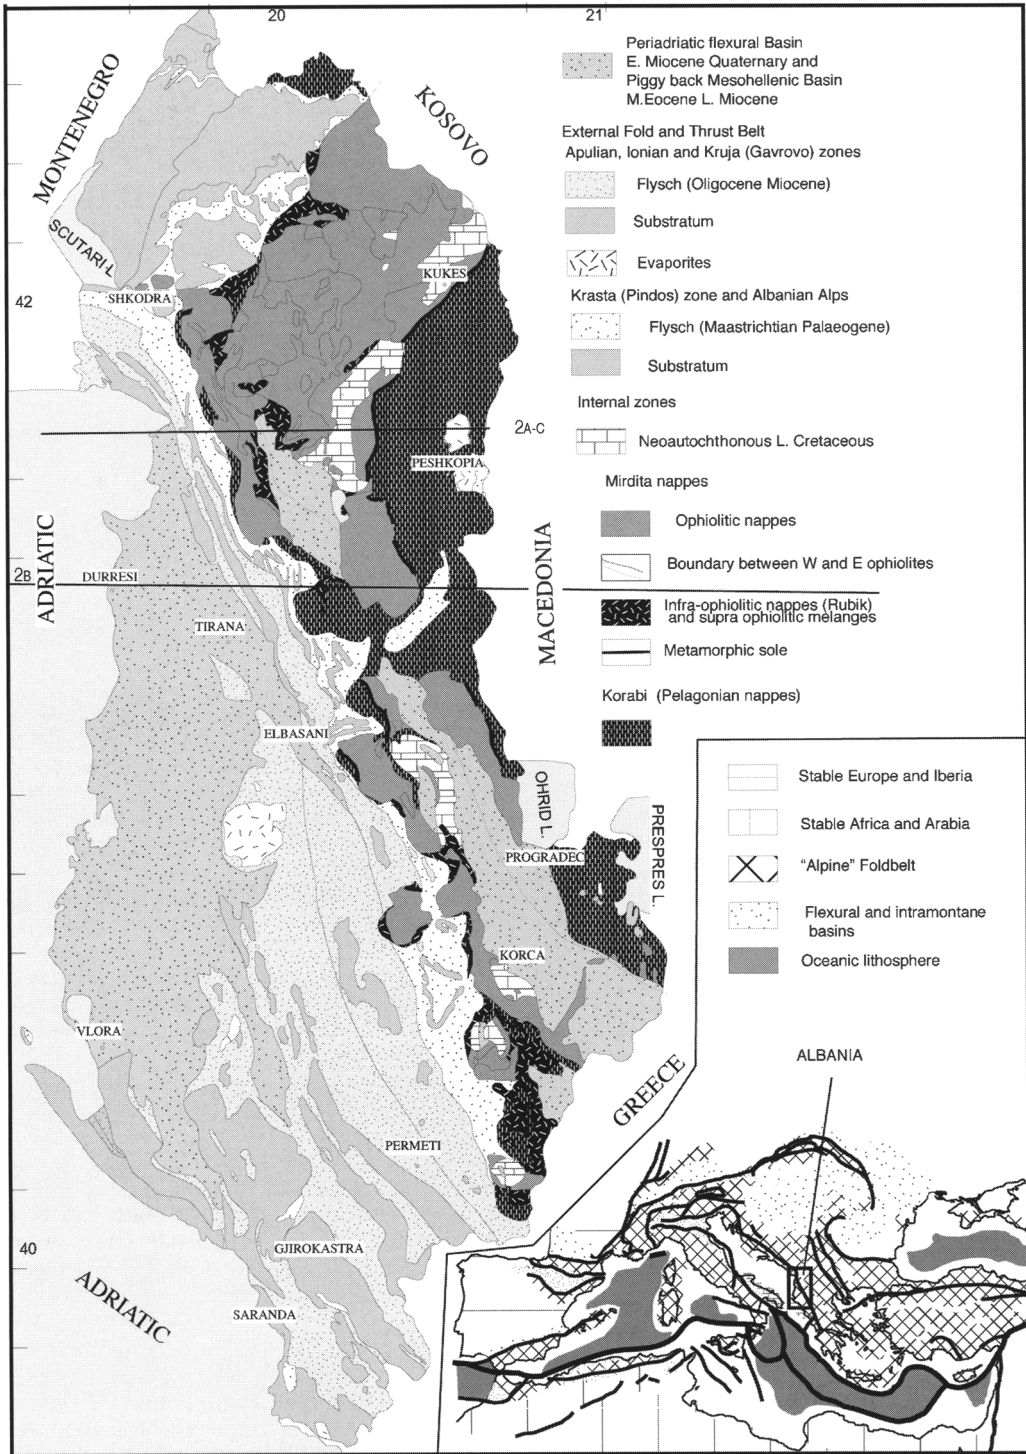 20
21
MONTENEGRO
KOSOVO
SCUTARI·L
SHKODRA
KUKES
42
2A-C
PESHKOPIA
ADRIATIC
2B
DURRESI
TIRANA
MACEDONIA
ELBASANI
OHRID L.
PRESPRES L.
PROGRADEC
KORCA
VLORA
GREECE
PERMETI
40
GJIROKASTRA
ADRIATIC
SARANDA
Periadriatic flexural Basin
E. Miocene Quaternary and
Piggy back Mesohellenic Basin
M.Eocene L. Miocene
External Fold and Thrust Belt
Apulian, Ionian and Kruja (Gavrovo) zones
Flysch (Oligocene Miocene)
Substratum
Evaporites
Krasta (Pindos) zone and Albanian Alps
Flysch (Maastrichtian Palaeogene)
Substratum
Internal zones
Neoautochthonous L. Cretaceous
Mirdita nappes
Ophiolitic nappes
Boundary between W and E ophiolites
Infra-ophiolitic nappes (Rubik)
and supra ophiolitic mélanges
Metamorphic sole
Korabi (Pelagonian nappes)
Stable Europe and Iberia
Stable Africa and Arabia
"Alpine" Foldbelt
Flexural and intramontane
basins
Oceanic lithosphere
ALBANIA